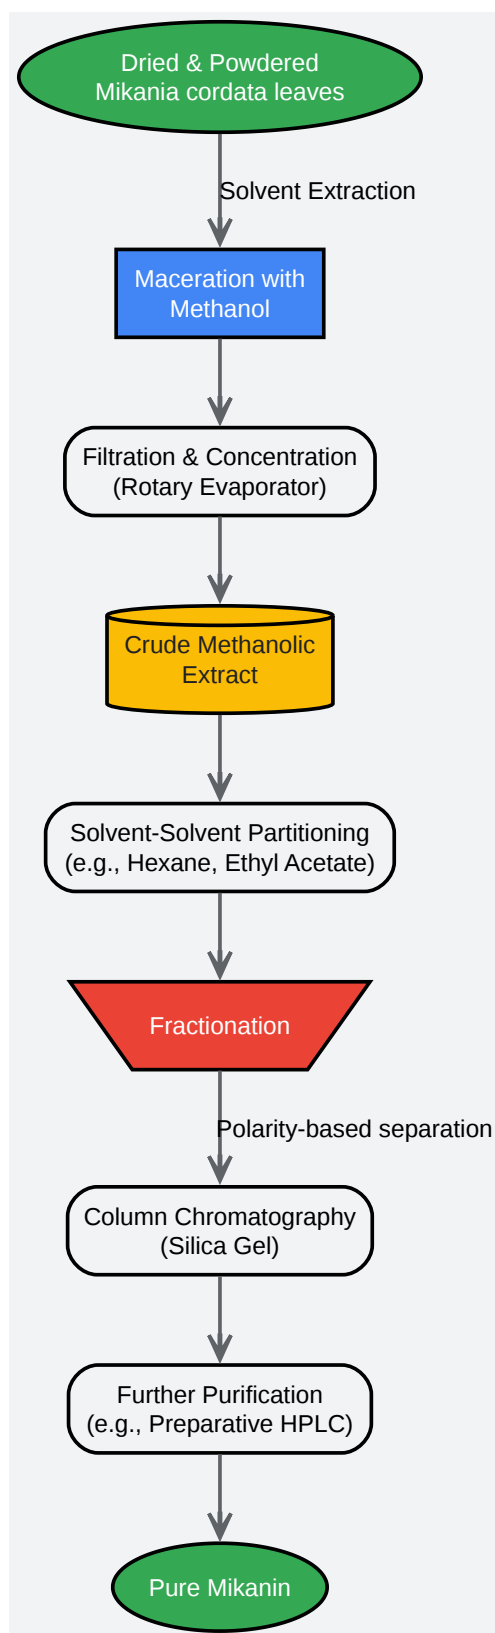 Dried & Powdered
Mikania cordata leaves
Solvent Extraction
Maceration with
Methanol
Filtration & Concentration
(Rotary Evaporator)
Crude Methanolic
Extract
Solvent-Solvent Partitioning
(e.g., Hexane, Ethyl Acetate)
Fractionation
Polarity-based separation
Column Chromatography
(Silica Gel)
Further Purification
(e.g., Preparative HPLC)
Pure Mikanin